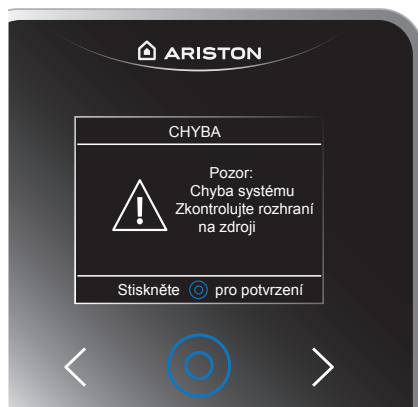 ARISTON
CHYBA
Pozor:
Chyba systému
Zkontrolujte rozhraní
na zdroji
Stiskněte pro potvrzení